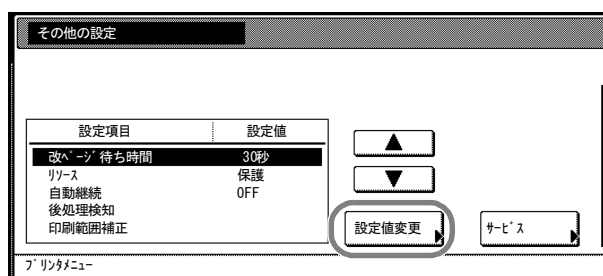 その他の設定
設定項目 設定値
改ﾍﾟｰｼﾞ待ち時間 30秒
ﾘｿｰｽ 保護
自動継続 OFF
後処理検知
印刷範囲補正
▲
▼
設定値変更 ｻｰﾋﾞｽ
ﾌﾟﾘﾝﾀﾒﾆｭｰ